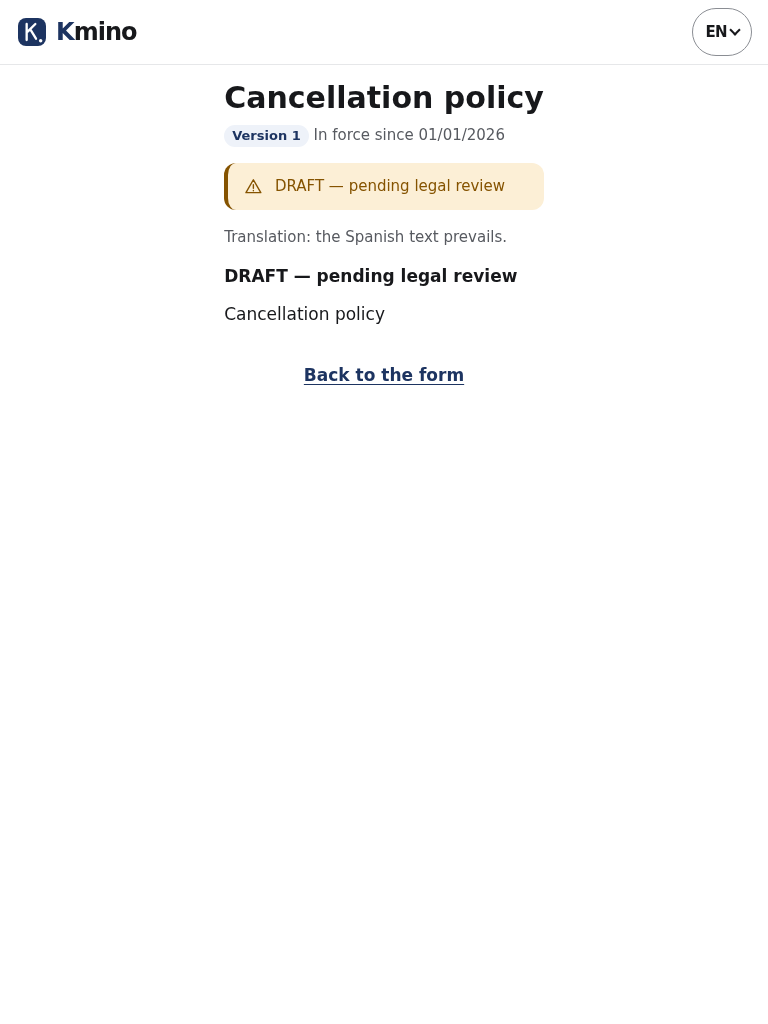 K. Kmino
EN
Cancellation policy
Version 1 In force since 01/01/2026
DRAFT — pending legal review
Translation: the Spanish text prevails.
DRAFT — pending legal review
Cancellation policy
Back to the form